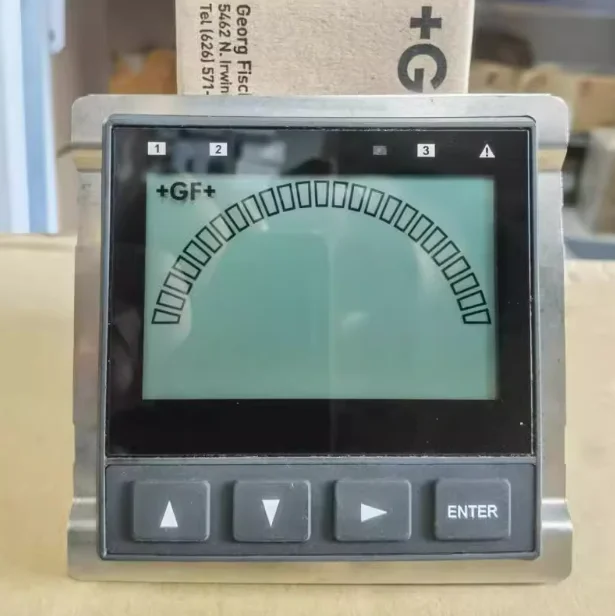 Georg Fisc
5462 N. Irwin
Tel (626) 571-
+G
1
2
3
+GF+
ENTER